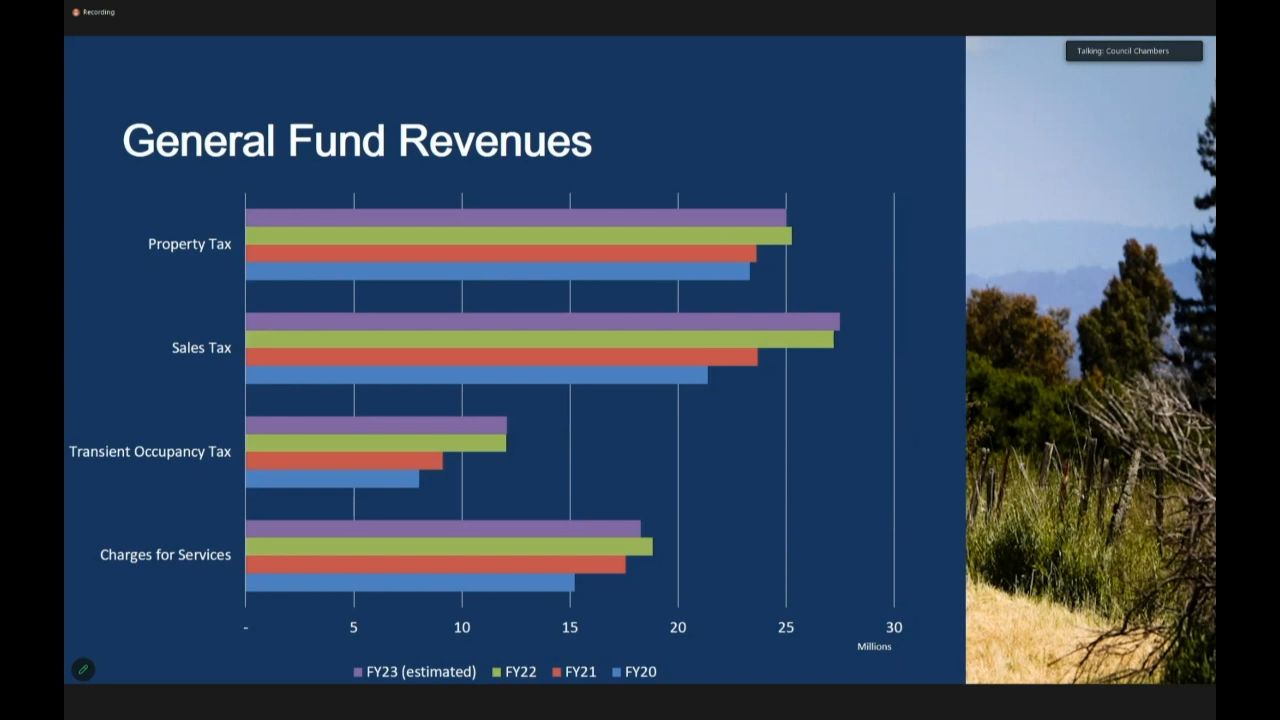 Recording
Talking: Council Chambers
General Fund Revenues
Property Tax
Sales Tax
Transient Occupancy Tax
Charges for Services
- 5 10 15 20 25 30
Millions
FY23 (estimated) FY22 FY21 FY20